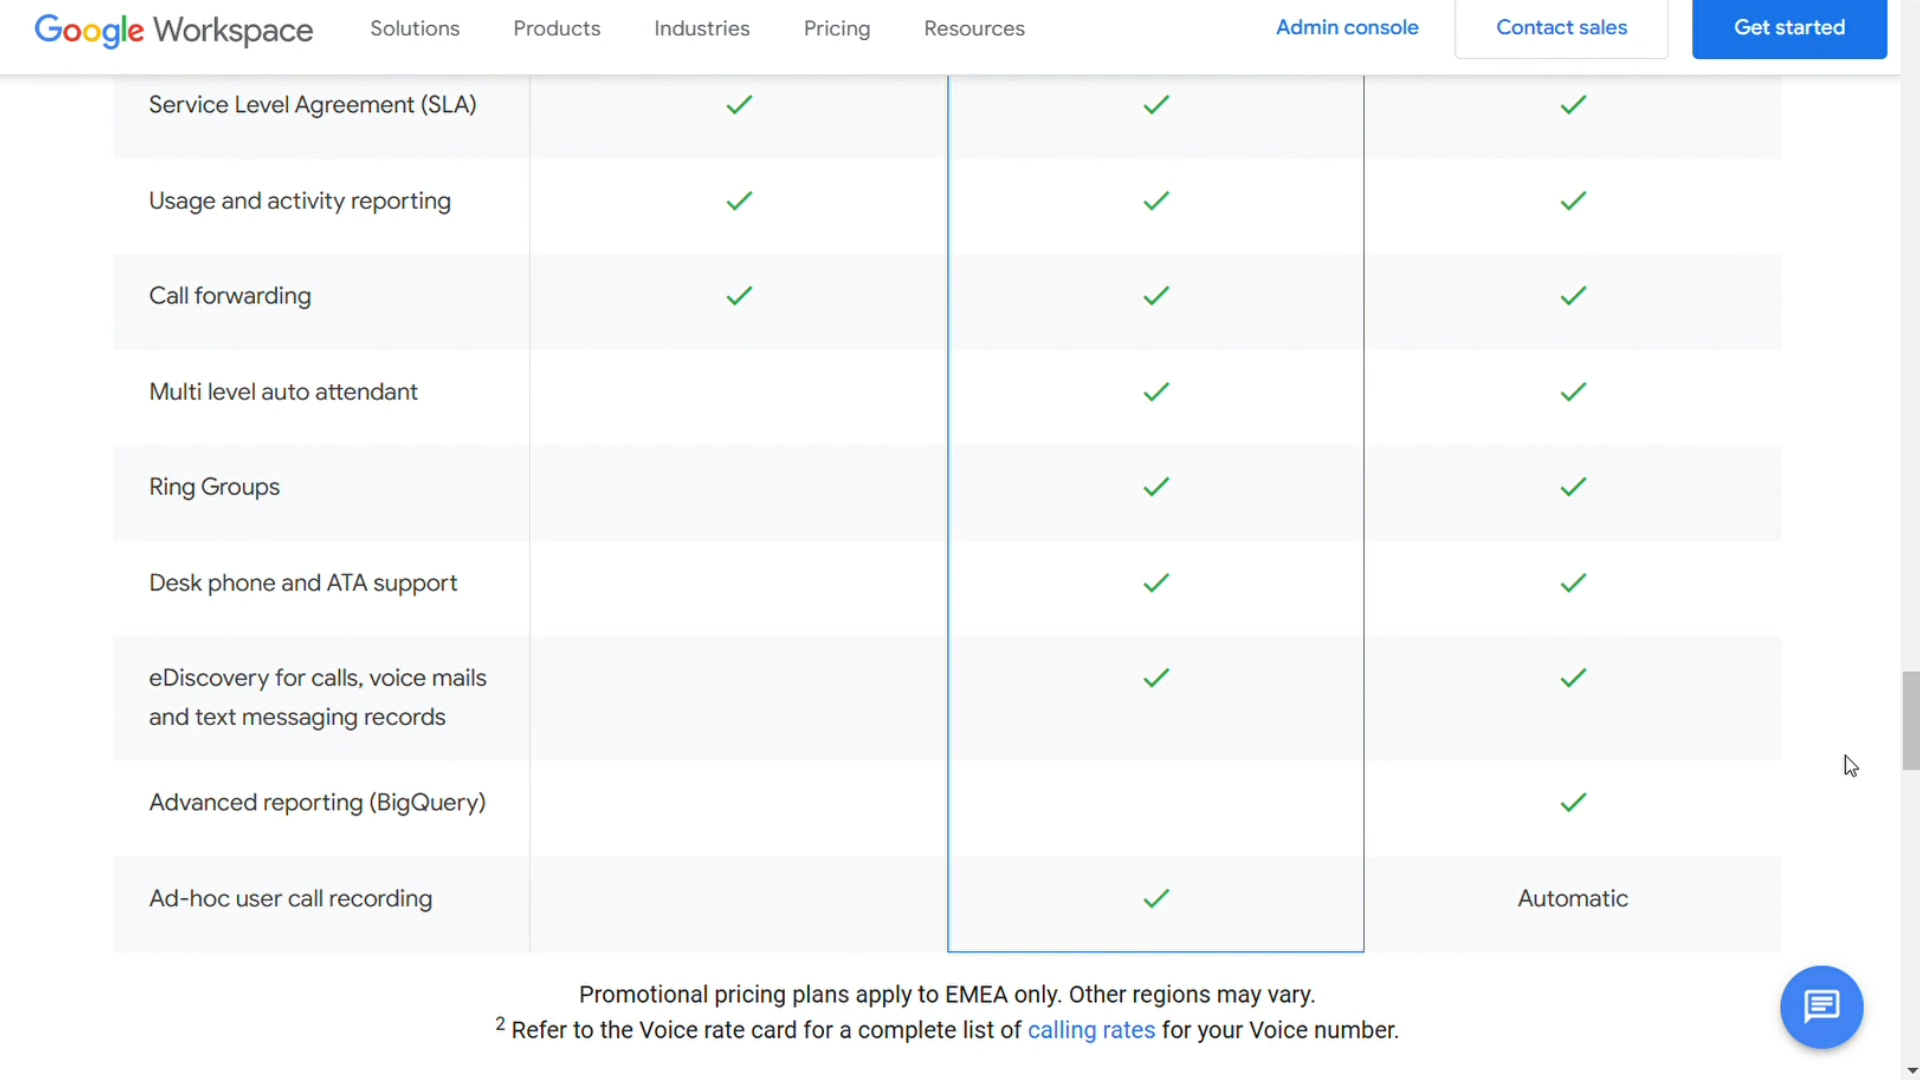 Google Workspace Solutions Products Industries Pricing Resources Admin console Contact sales Get started
Service Level Agreement (SLA)
Usage and activity reporting
Call forwarding
Multi level auto attendant
Ring Groups
Desk phone and ATA support
eDiscovery for calls, voice mails
and text messaging records
Advanced reporting (BigQuery)
Ad-hoc user call recording Automatic
Promotional pricing plans apply to EMEA only. Other regions may vary.
2 Refer to the Voice rate card for a complete list of calling rates for your Voice number.